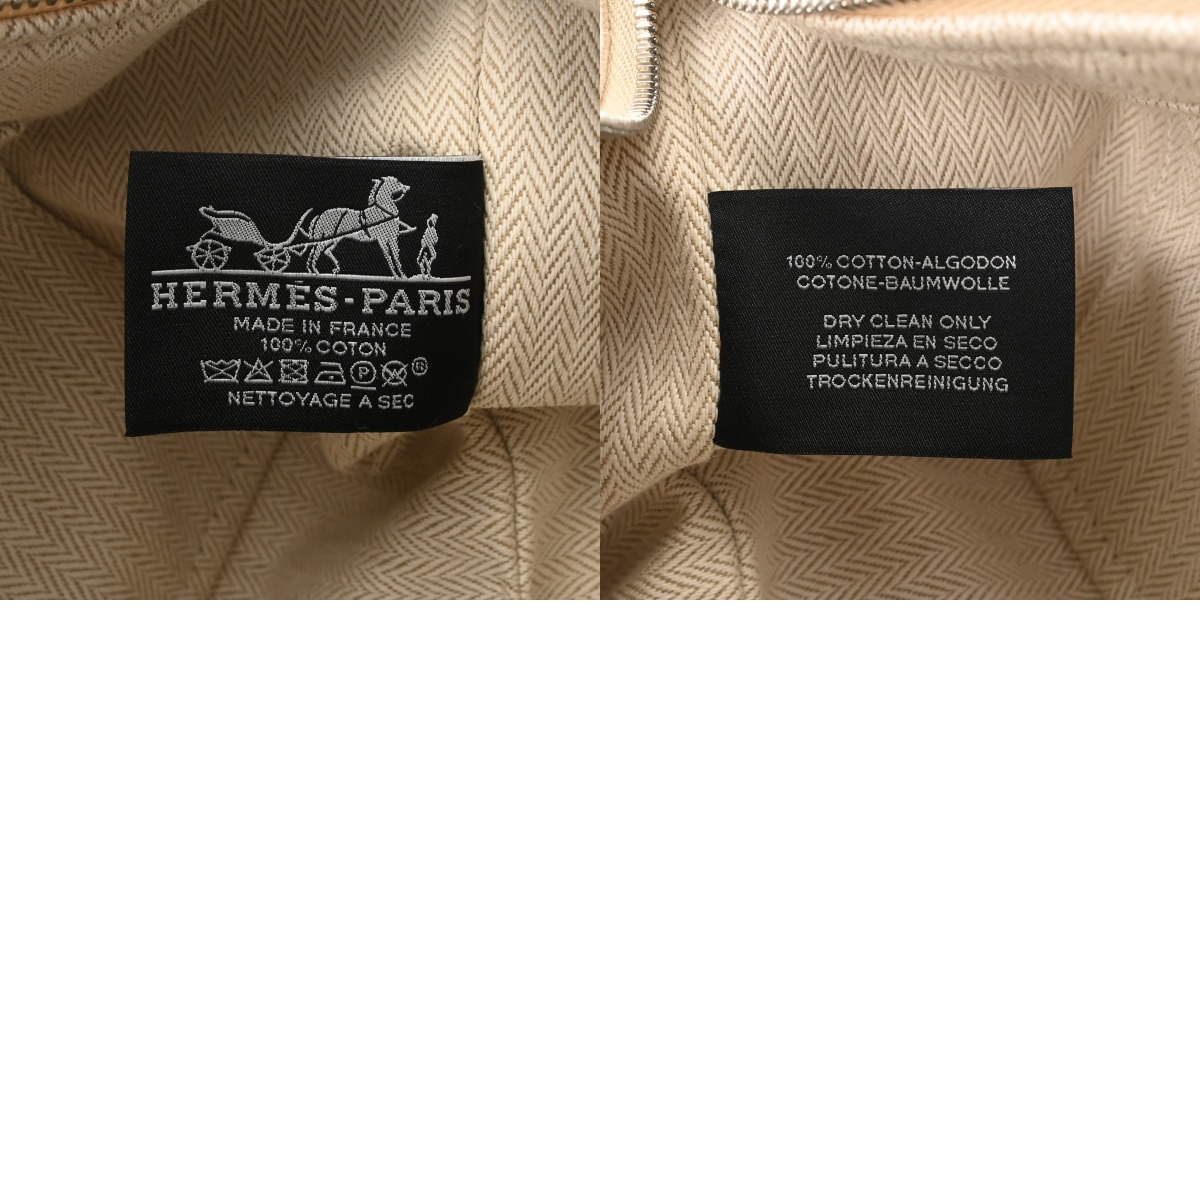 HERMÈS-PARIS
MADE IN FRANCE
100% COTON
P
®
NETTOYAGE A SEC
100% COTTON-ALGODON
COTONE-BAUMWOLLE
DRY CLEAN ONLY
LIMPIEZA EN SECO
PULITURA A SECCO
TROCKENREINIGUNG